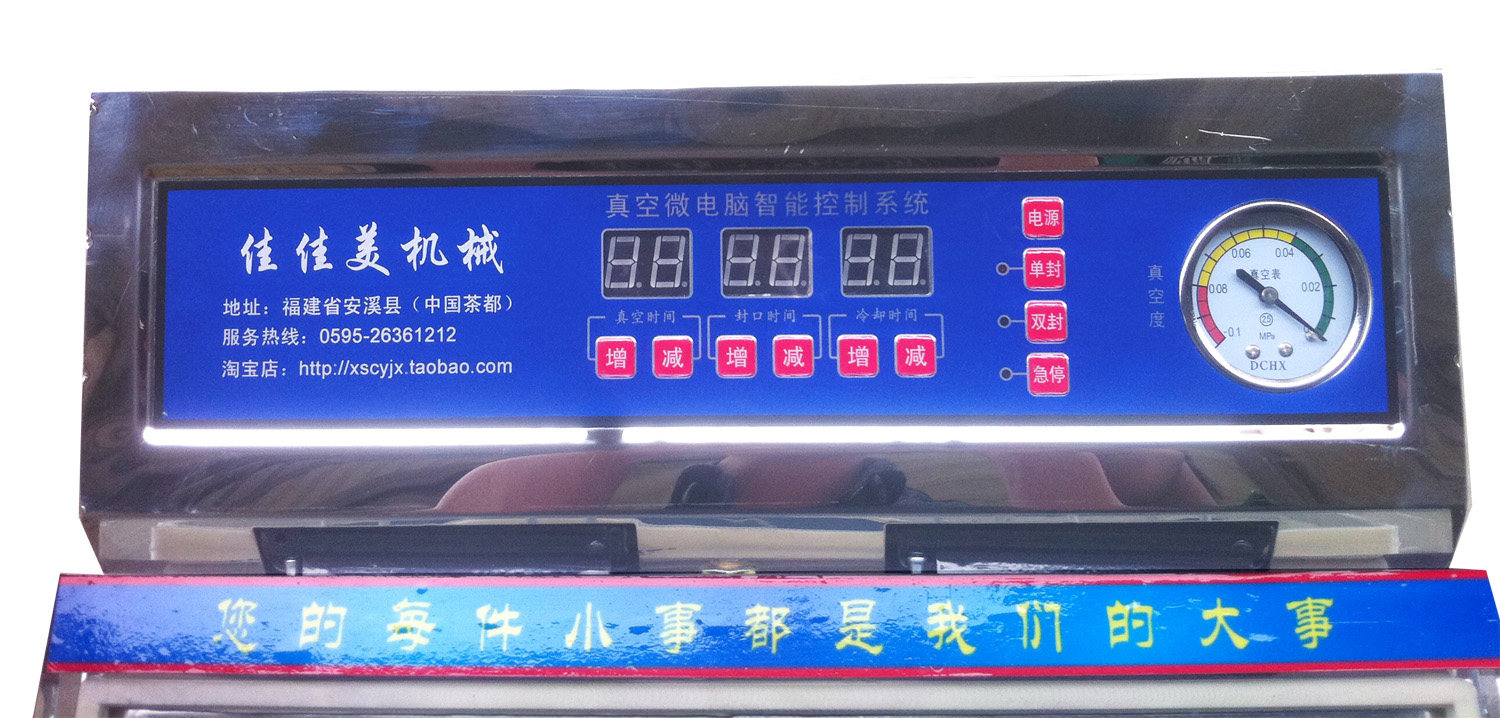 真空微电脑智能控制系统
佳佳美机械
地址：福建省安溪县（中国茶都）
服务热线：0595-26361212
淘宝店：http://xscyjx.taobao.com
真空时间 封口时间 冷却时间
增 减 增 减 增 减
电源
单封
双封
急停
真空度
0.06 0.04
真空表
0.08 0.02
25
-0.1
MPa
DCHX
您的每件小事都是我们的大事